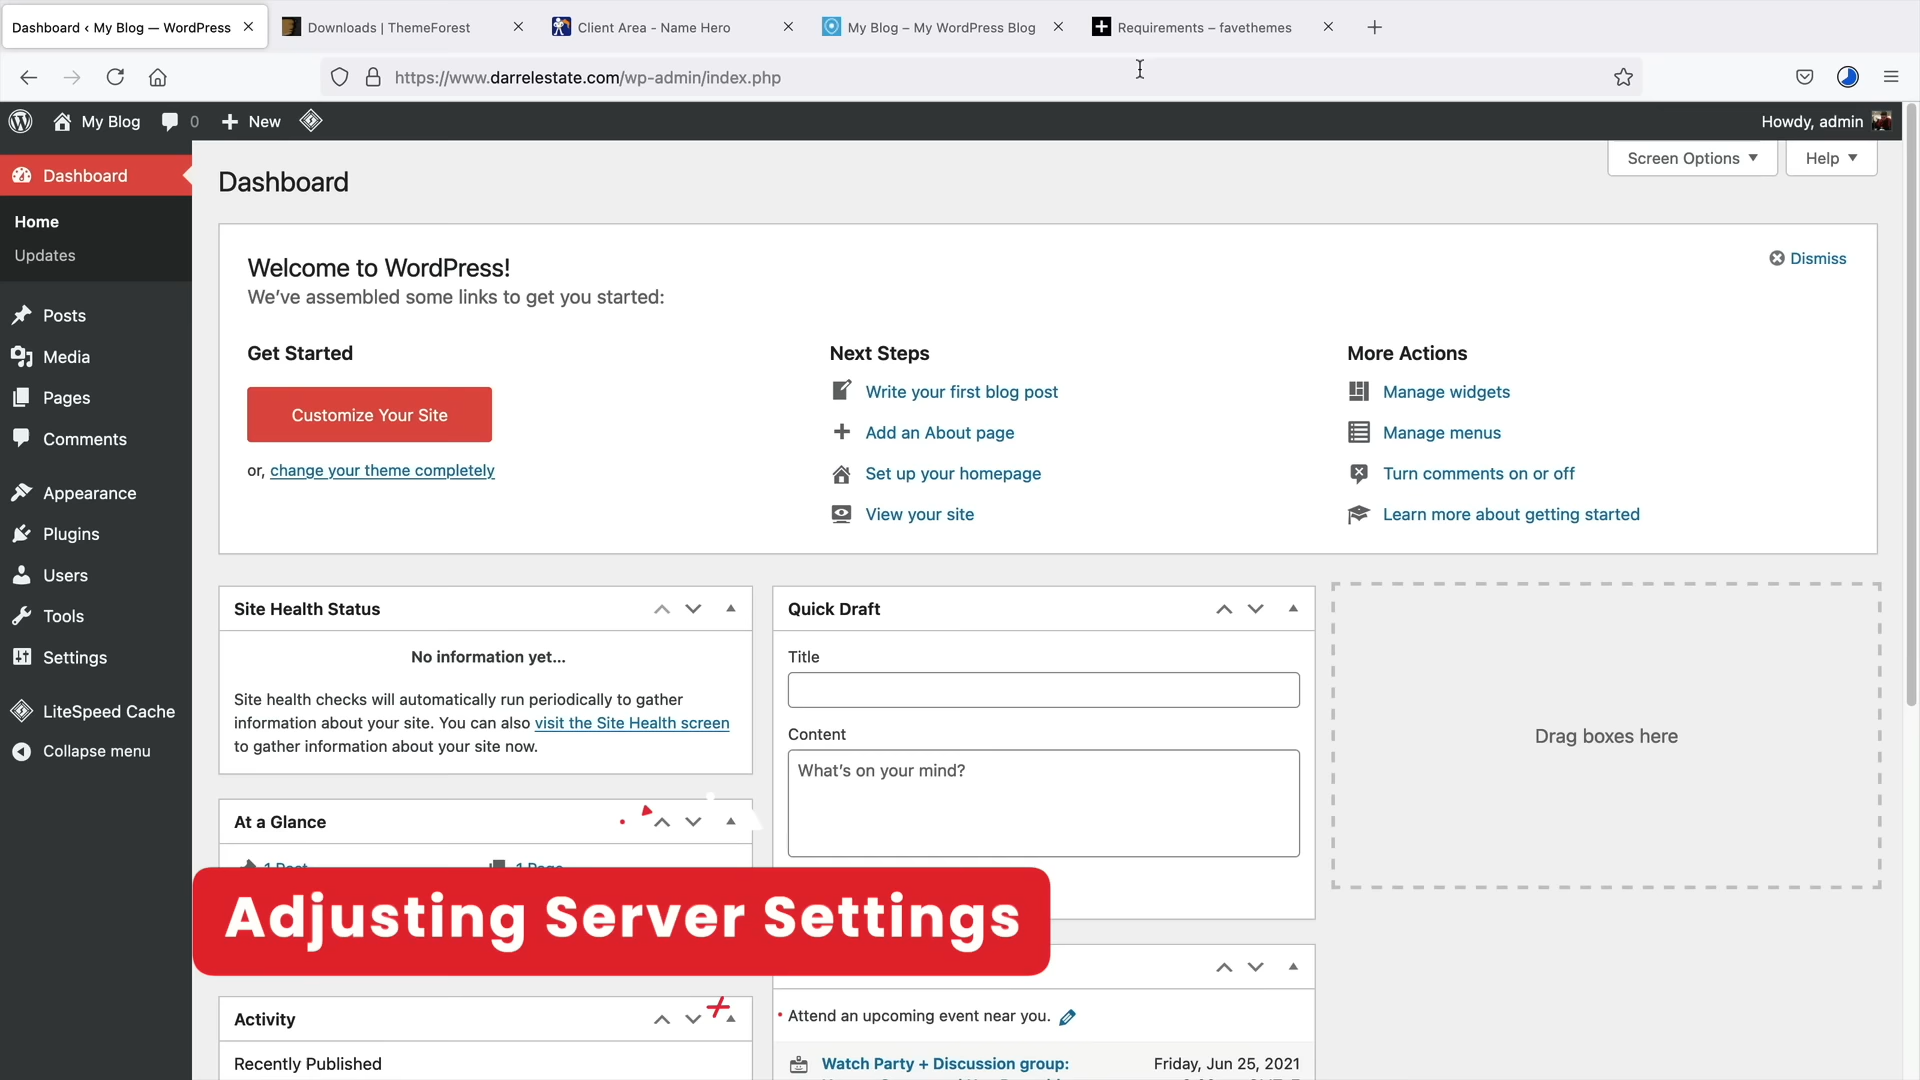 Dashboard ‹ My Blog — WordPress
Downloads | ThemeForest
Client Area - Name Hero
My Blog – My WordPress Blog
Requirements – favethemes
https://www.darrelestate.com/wp-admin/index.php
My Blog
0
New
Howdy, admin
Dashboard
Home
Updates
Posts
Media
Pages
Comments
Appearance
Plugins
Users
Tools
Settings
LiteSpeed Cache
Collapse menu
Dashboard
Screen Options
Help
Welcome to WordPress!
We've assembled some links to get you started:
Dismiss
Get Started
Customize Your Site
or, change your theme completely
Next Steps
Write your first blog post
Add an About page
Set up your homepage
View your site
More Actions
Manage widgets
Manage menus
Turn comments on or off
Learn more about getting started
Site Health Status
No information yet...
Site health checks will automatically run periodically to gather
information about your site. You can also visit the Site Health screen
to gather information about your site now.
At a Glance
1 Post
1 Page
Adjusting Server Settings
Activity
Recently Published
Quick Draft
Title
Content
What's on your mind?
Attend an upcoming event near you.
Watch Party + Discussion group:
Friday, Jun 25, 2021
Drag boxes here